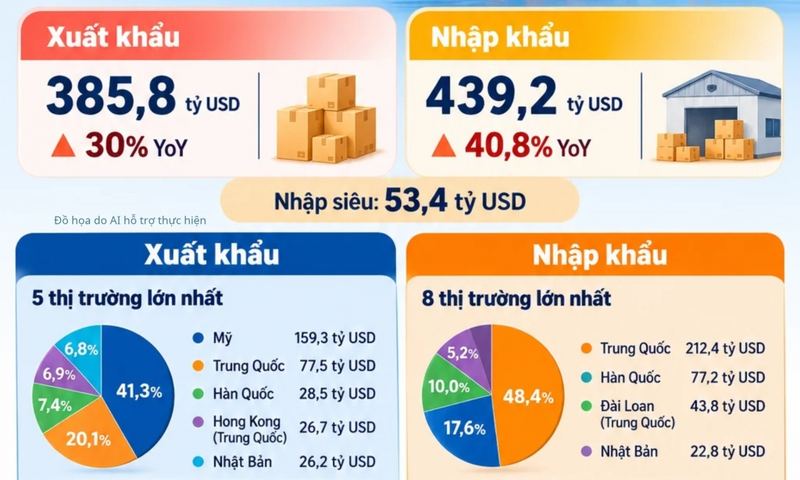 Xuất khẩu
385,8 tỷ USD
▲ 30% YoY
Nhập khẩu
439,2 tỷ USD
▲ 40,8% YoY
Nhập siêu: 53,4 tỷ USD
Đồ họa do AI hỗ trợ thực hiện
Xuất khẩu
5 thị trường lớn nhất
6,8%
6,9%
7,4%
20,1%
41,3%
Mỹ 159,3 tỷ USD
Trung Quốc 77,5 tỷ USD
Hàn Quốc 28,5 tỷ USD
Hong Kong
(Trung Quốc) 26,7 tỷ USD
Nhật Bản 26,2 tỷ USD
Nhập khẩu
8 thị trường lớn nhất
5,2%
10,0%
17,6%
48,4%
Trung Quốc 212,4 tỷ USD
Hàn Quốc 77,2 tỷ USD
Đài Loan 43,8 tỷ USD
(Trung Quốc)
Nhật Bản 22,8 tỷ USD